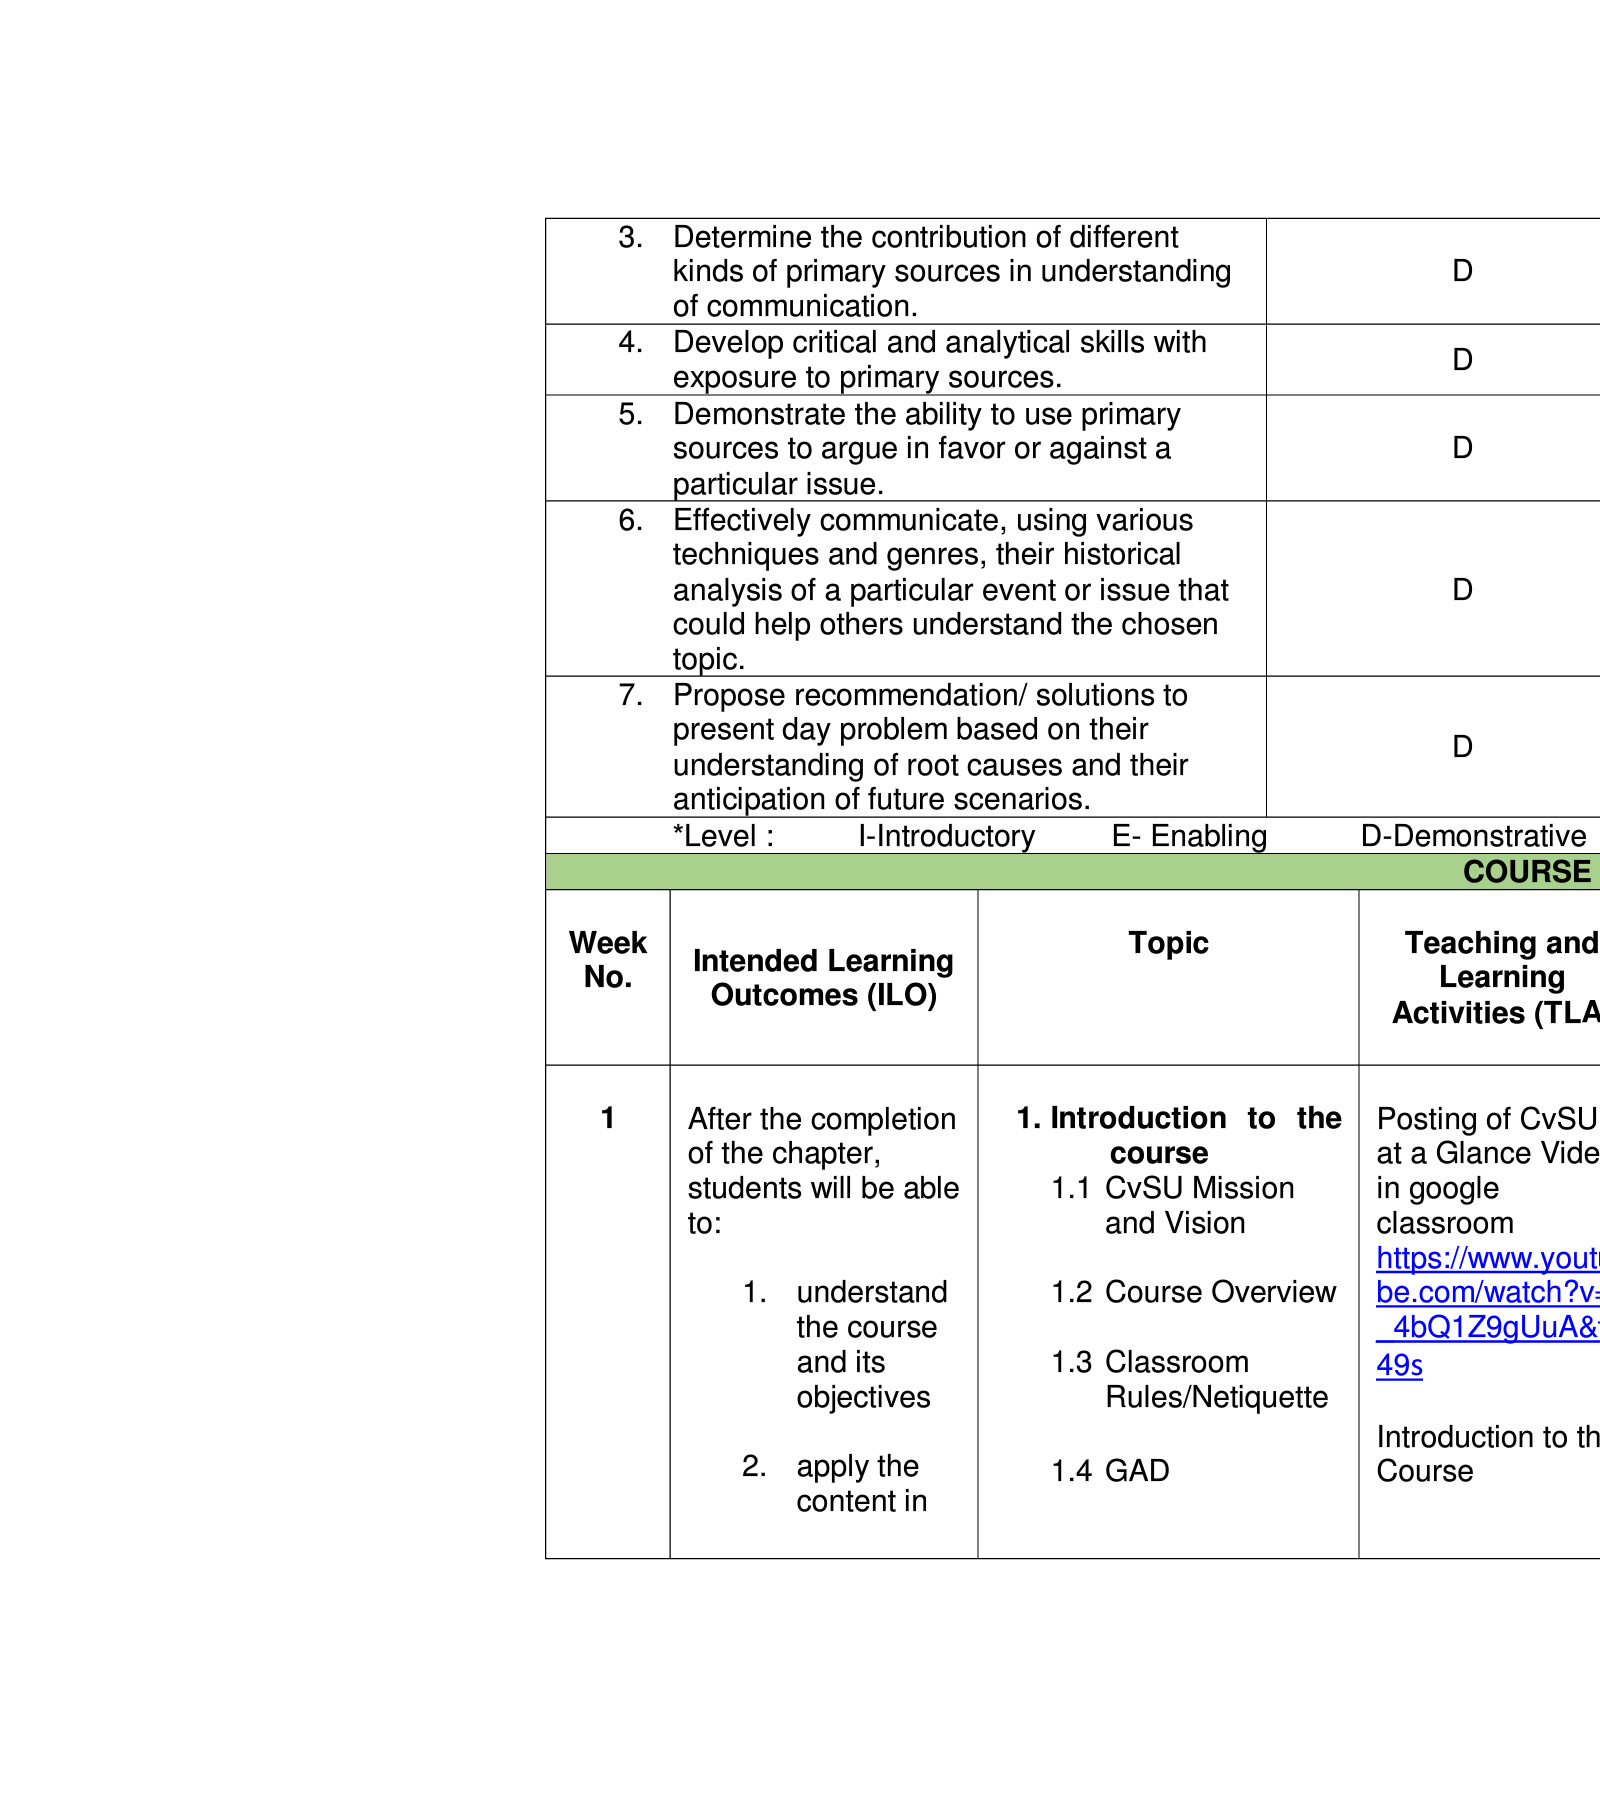 3. Determine the contribution of different
kinds of primary sources in understanding
of communication.
D
4. Develop critical and analytical skills with
exposure to primary sources.
D
5. Demonstrate the ability to use primary
sources to argue in favor or against a
particular issue.
D
6. Effectively communicate, using various
techniques and genres, their historical
analysis of a particular event or issue that
could help others understand the chosen
topic.
D
7. Propose recommendation/ solutions to
present day problem based on their
understanding of root causes and their
anticipation of future scenarios.
D
*Level : I-Introductory E- Enabling D-Demonstrative
COURSE
Week
No.
Intended Learning
Outcomes (ILO)
Topic
Teaching and
Learning
Activities (TLA
1
After the completion
of the chapter,
students will be able
to:
1. understand
the course
and its
objectives
2. apply the
content in
1. Introduction to the
course
1.1 CvSU Mission
and Vision
1.2 Course Overview
1.3 Classroom
Rules/Netiquette
1.4 GAD
Posting of CvSU
at a Glance Vide
in google
classroom
https://www.yout
be.com/watch?v=
_4bQ1Z9gUuA&
49s
Introduction to th
Course